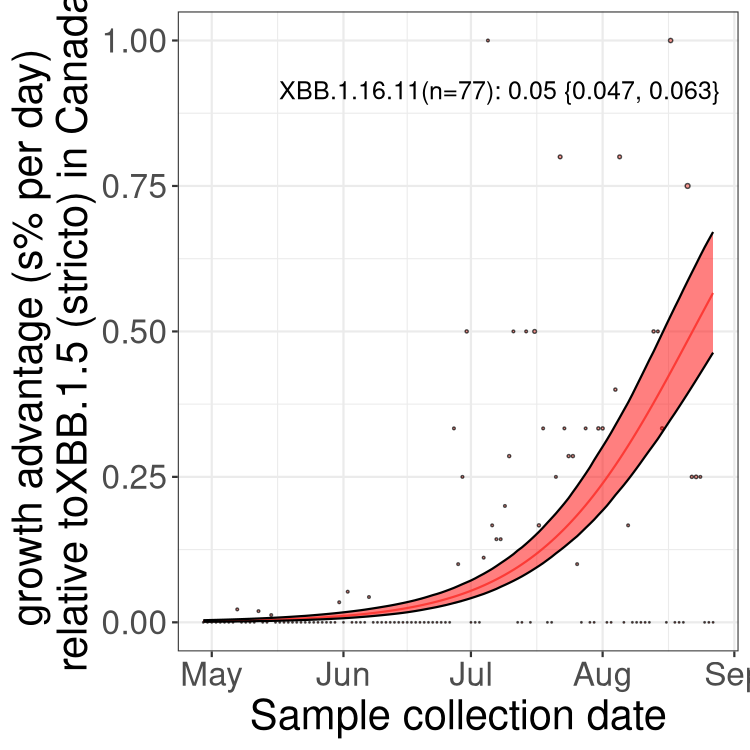 growth advantage (s% per day)
relative toXBB.1.5 (stricto) in Canada
1.00
0.75
0.50
0.25
0.00
XBB.1.16.11(n=77): 0.05 {0.047, 0.063}
May Jun Jul Aug Sep
Sample collection date